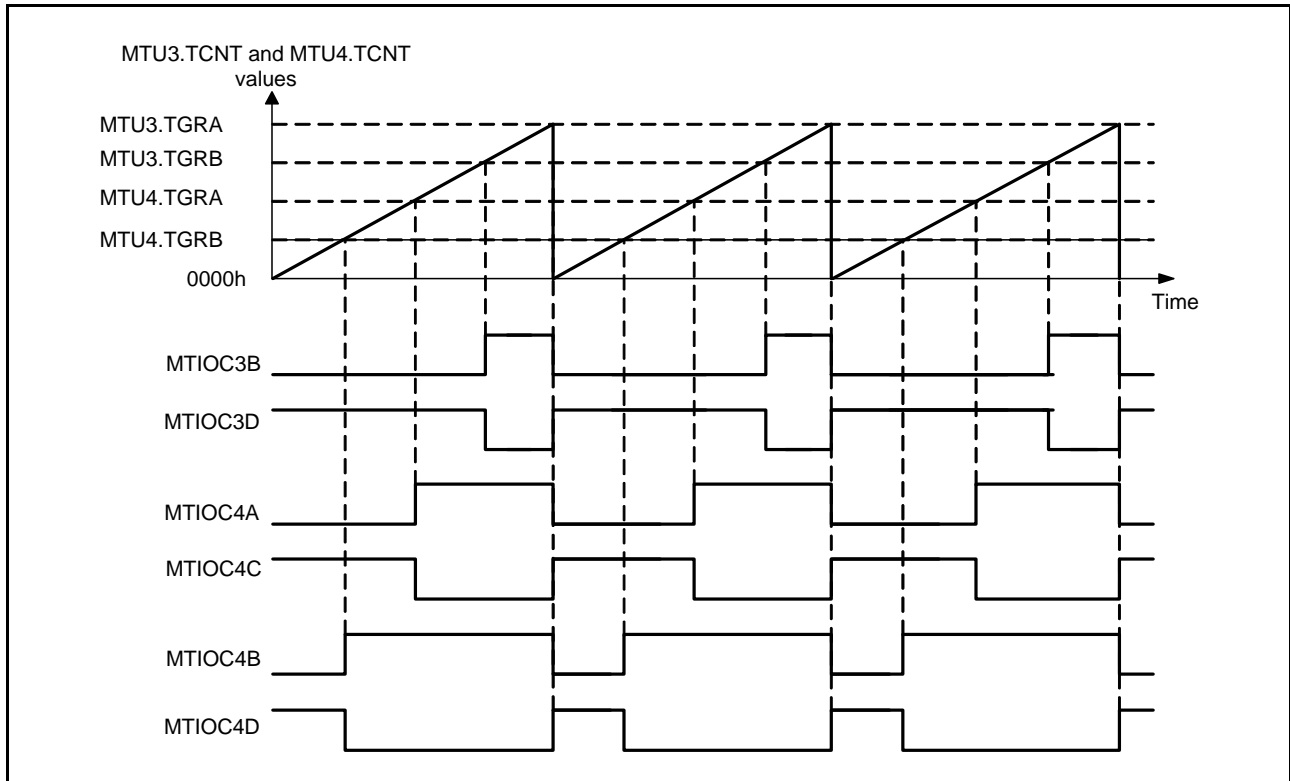 MTU3.TCNT and MTU4.TCNT
values
MTU3.TGRA
MTU3.TGRB
MTU4.TGRA
MTU4.TGRB
0000h
Time
MTIOC3B
MTIOC3D
MTIOC4A
MTIOC4C
MTIOC4B
MTIOC4D